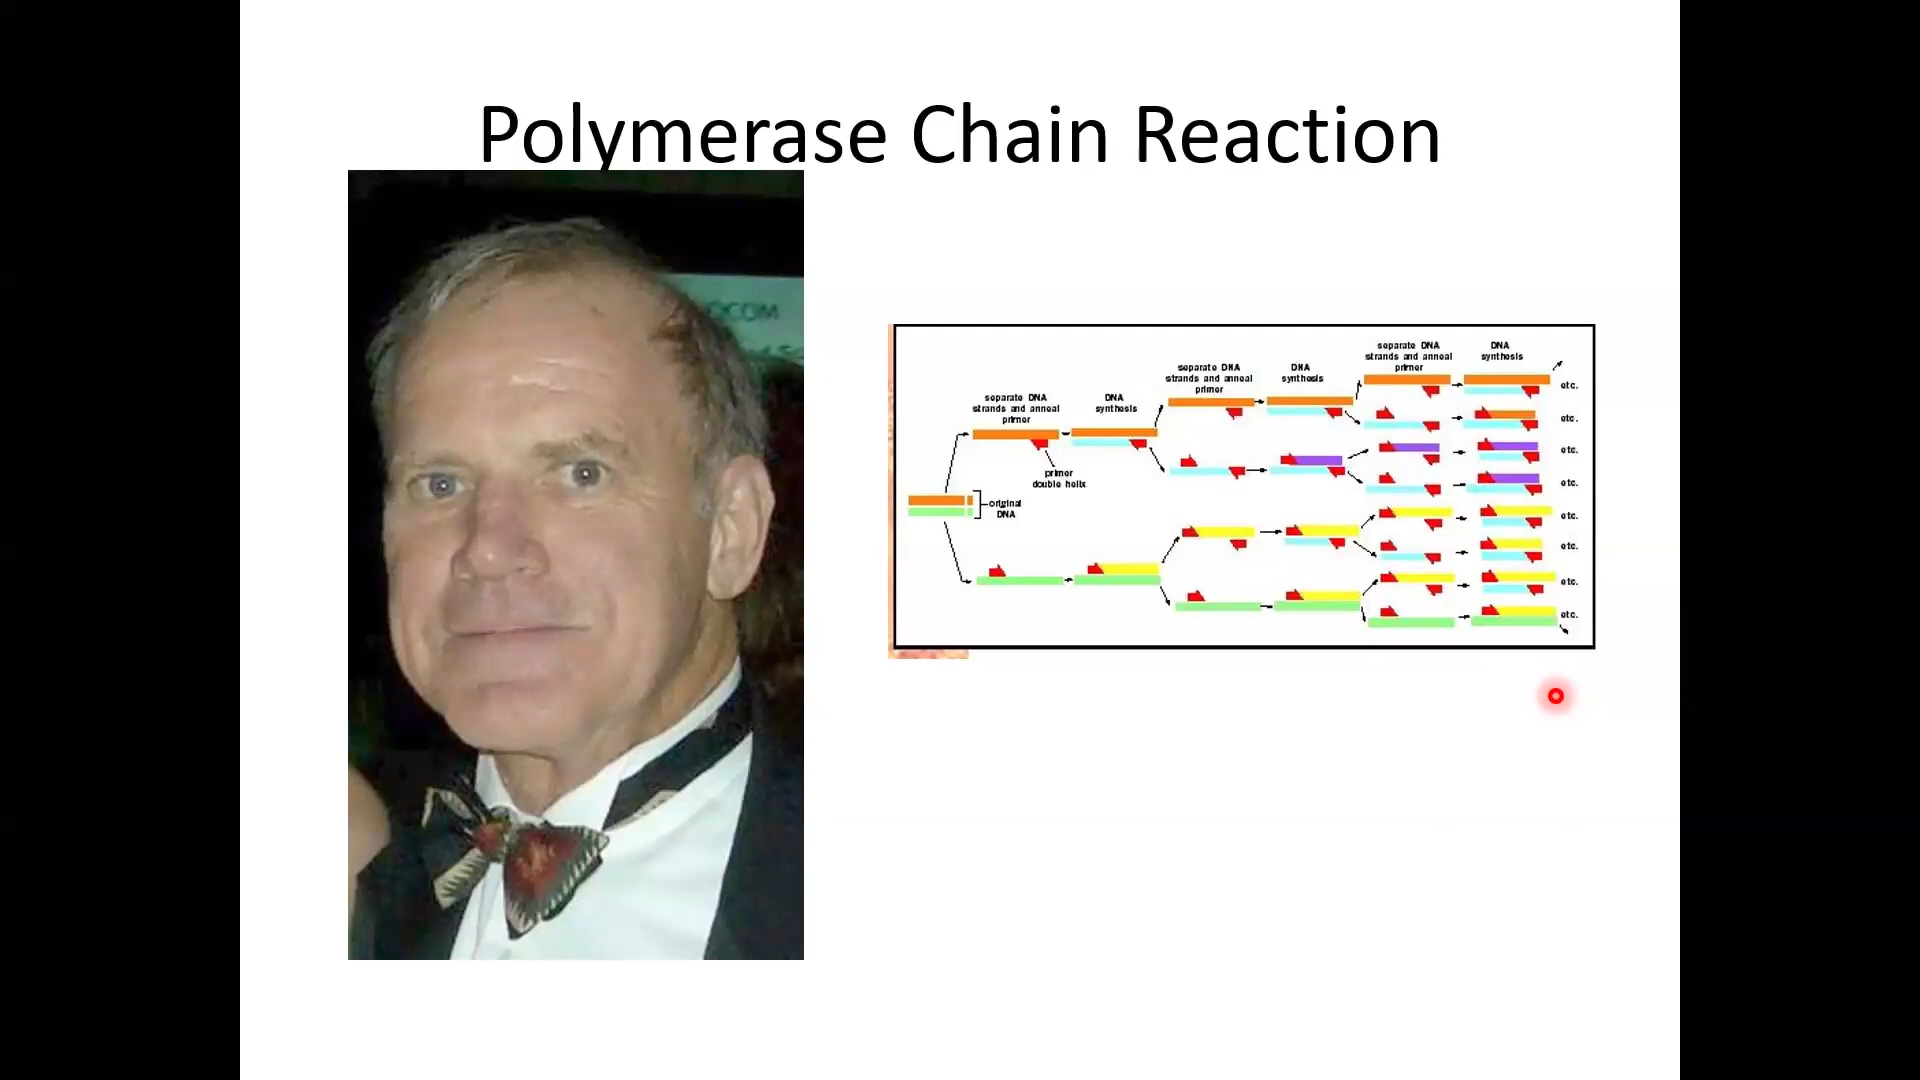 Polymerase Chain Reaction
OCOM
separate DNA
strands and anneal
primer
DNA
synthesis
separate DNA
strands and anneal
primer
DNA
synthesis
separate DNA
strands and anneal
primer
DNA
synthesis
primer
double helix
original
DNA
etc.
etc.
etc.
etc.
etc.
etc.
etc.
etc.